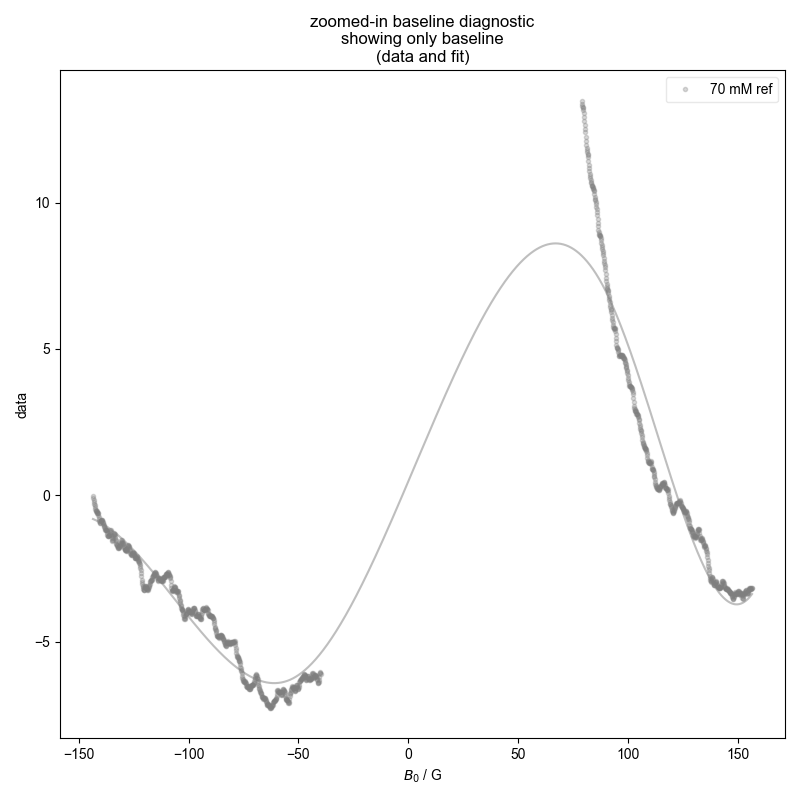 zoomed-in baseline diagnostic
showing only baseline
(data and fit)
70 mM ref
data
10
5
0
−5
−150
−100
−50
0
50
100
150
B₀ / G